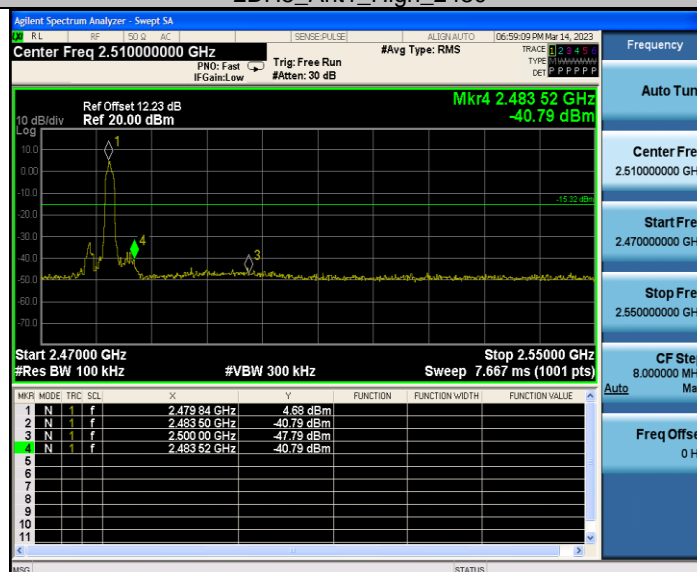 Agilent Spectrum Analyzer - Swept SA
RL RF 50 Ω AC SENSE:PULSE ALIGN AUTO 06:59:09 PM Mar 14, 2023
Center Freq 2.510000000 GHz #Avg Type: RMS TRACE 1 2 3 4 5 6
PNO: Fast Trig: Free Run TYPE M
IFGain:Low #Atten: 30 dB DET P P P P P P
Ref Offset 12.23 dB Mkr4 2.483 52 GHz
10 dB/div Ref 20.00 dBm -40.79 dBm
Log
10.0
0.00
-10.0
-20.0
-30.0
-40.0
-50.0
-60.0
-70.0
1
4
3
-15.32 dBm
Start 2.47000 GHz Stop 2.55000 GHz
#Res BW 100 kHz #VBW 300 kHz Sweep 7.667 ms (1001 pts)
MKR MODE TRC SCL X Y FUNCTION FUNCTION WIDTH FUNCTION VALUE
1 N 1 f 2.479 84 GHz 4.68 dBm
2 N 1 f 2.483 50 GHz -40.79 dBm
3 N 1 f 2.500 00 GHz -47.79 dBm
4 N 1 f 2.483 52 GHz -40.79 dBm
5
6
7
8
9
10
11
MSG STATUS
Frequency
Auto Tun
Center Fre
2.510000000 GH
Start Fre
2.470000000 GH
Stop Fre
2.550000000 GH
CF Ste
8.000000 MH
Auto Ma
Freq Offse
0 H